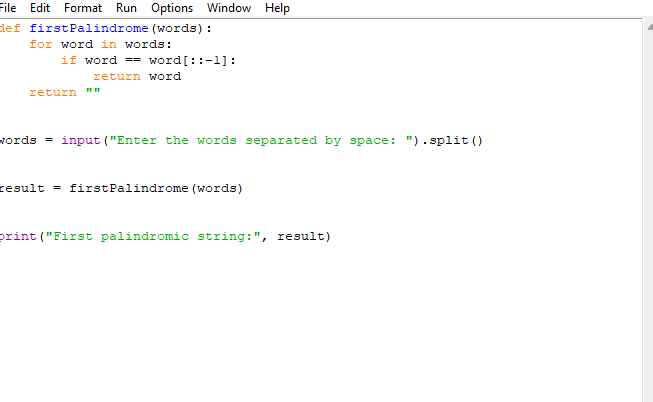 File Edit Format Run Options Window Help
def firstPalindrome(words):
    for word in words:
        if word == word[::-1]:
            return word
    return ""
words = input("Enter the words separated by space: ").split()
result = firstPalindrome(words)
print("First palindromic string:", result)